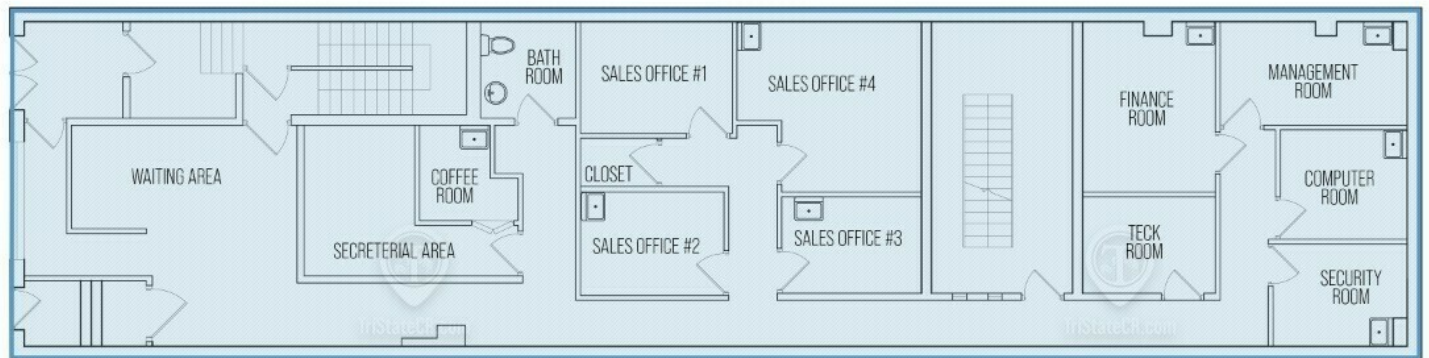 BATH
ROOM
SALES OFFICE #1
SALES OFFICE #4
MANAGEMENT
ROOM
FINANCE
ROOM
WAITING AREA
COFFEE
ROOM
CLOSET
COMPUTER
ROOM
SECRETERIAL AREA
SALES OFFICE #2
SALES OFFICE #3
TECK
ROOM
SECURITY
ROOM
TriStateCR.com
TriStateCR.com